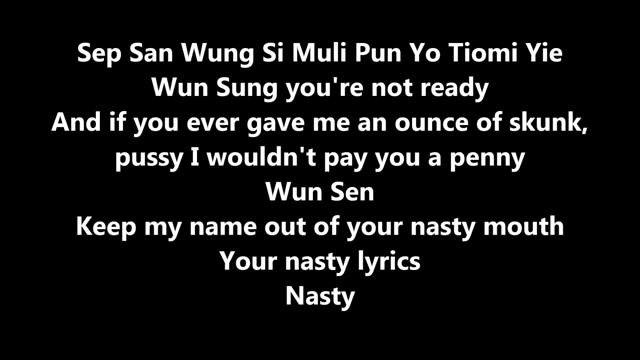 Sep San Wung Si Muli Pun Yo Tiomi Yie
Wun Sung you're not ready
And if you ever gave me an ounce of skunk,
pussy I wouldn't pay you a penny
Wun Sen
Keep my name out of your nasty mouth
Your nasty lyrics
Nasty